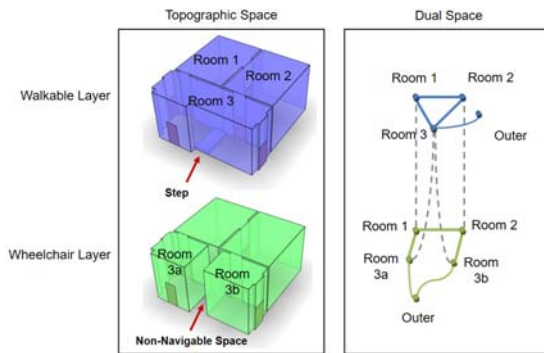 Topographic Space
Dual Space
Walkable Layer
Room 1
Room 2
Room 3
Step
Room 1
Room 2
Room 3
Outer
Wheelchair Layer
Room
3a
Room
3b
Non-Navigable Space
Room 1
Room 2
Room
3a
Room
3b
Outer